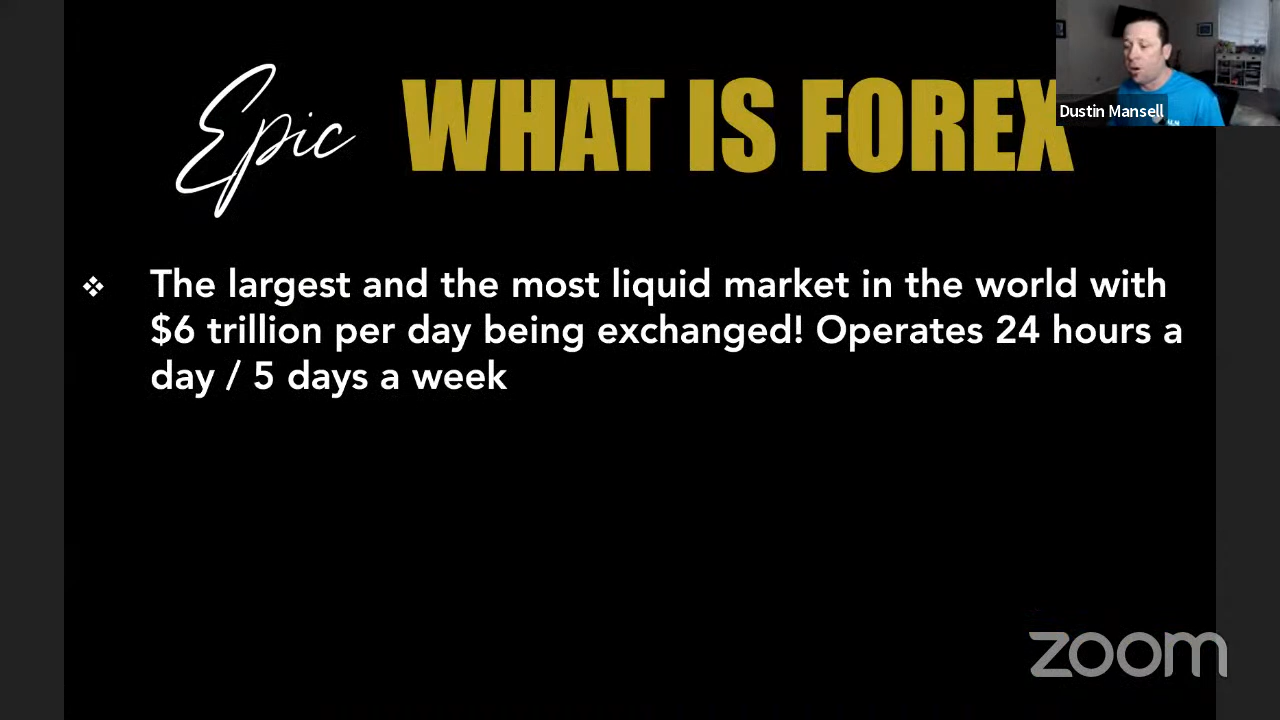 Epic WHAT IS FOREX
Dustin Mansell
❖ The largest and the most liquid market in the world with
$6 trillion per day being exchanged! Operates 24 hours a
day / 5 days a week
zoom